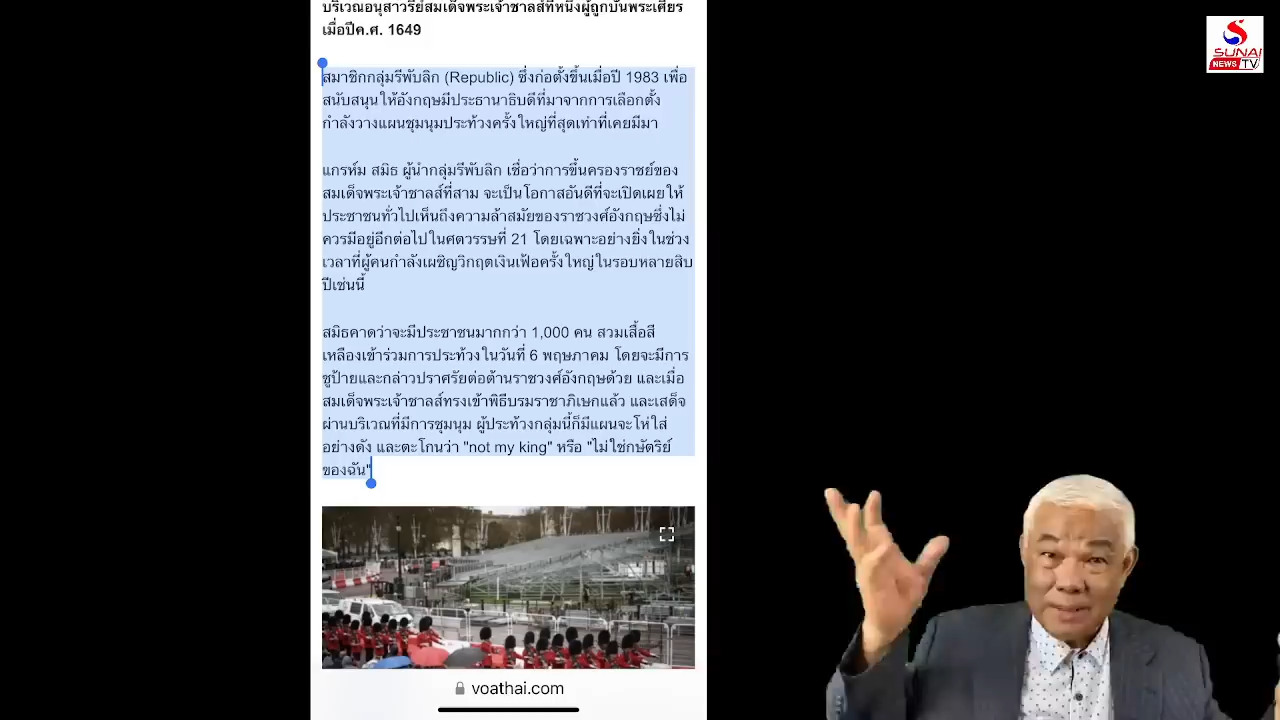 บริเวณอนุสาวรีย์สมเด็จพระเจ้าชาลส์ที่หนึ่งผู้ถูกบั่นพระเศียร
เมื่อปีค.ศ. 1649
สมาชิกกลุ่มรีพับลิก (Republic) ซึ่งก่อตั้งขึ้นเมื่อปี 1983 เพื่อ
สนับสนุนให้อังกฤษมีประธานาธิบดีที่มาจากการเลือกตั้ง
กำลังวางแผนชุมนุมประท้วงครั้งใหญ่ที่สุดเท่าที่เคยมีมา
แกรห์ม สมิธ ผู้นำกลุ่มรีพับลิก เชื่อว่าการขึ้นครองราชย์ของ
สมเด็จพระเจ้าชาลส์ที่สาม จะเป็นโอกาสอันดีที่จะเปิดเผยให้
ประชาชนทั่วไปเห็นถึงความล้าสมัยของราชวงศ์อังกฤษซึ่งไม่
ควรมีอยู่อีกต่อไปในศตวรรษที่ 21 โดยเฉพาะอย่างยิ่งในช่วง
เวลาที่ผู้คนกำลังเผชิญวิกฤตเงินเฟ้อครั้งใหญ่ในรอบหลายสิบ
ปีเช่นนี้
สมิธคาดว่าจะมีประชาชนมากกว่า 1,000 คน สวมเสื้อสี
เหลืองเข้าร่วมการประท้วงในวันที่ 6 พฤษภาคม โดยจะมีการ
ชูป้ายและกล่าวปราศรัยต่อต้านราชวงศ์อังกฤษด้วย และเมื่อ
สมเด็จพระเจ้าชาลส์ทรงเข้าพิธีบรมราชาภิเษกแล้ว และเสด็จ
ผ่านบริเวณที่มีการชุมนุม ผู้ประท้วงกลุ่มนี้ก็มีแผนจะโห่ใส่
อย่างดัง และตะโกนว่า "not my king" หรือ "ไม่ใช่กษัตริย์
ของฉัน"
voathai.com
SUNAI
NEWS TV